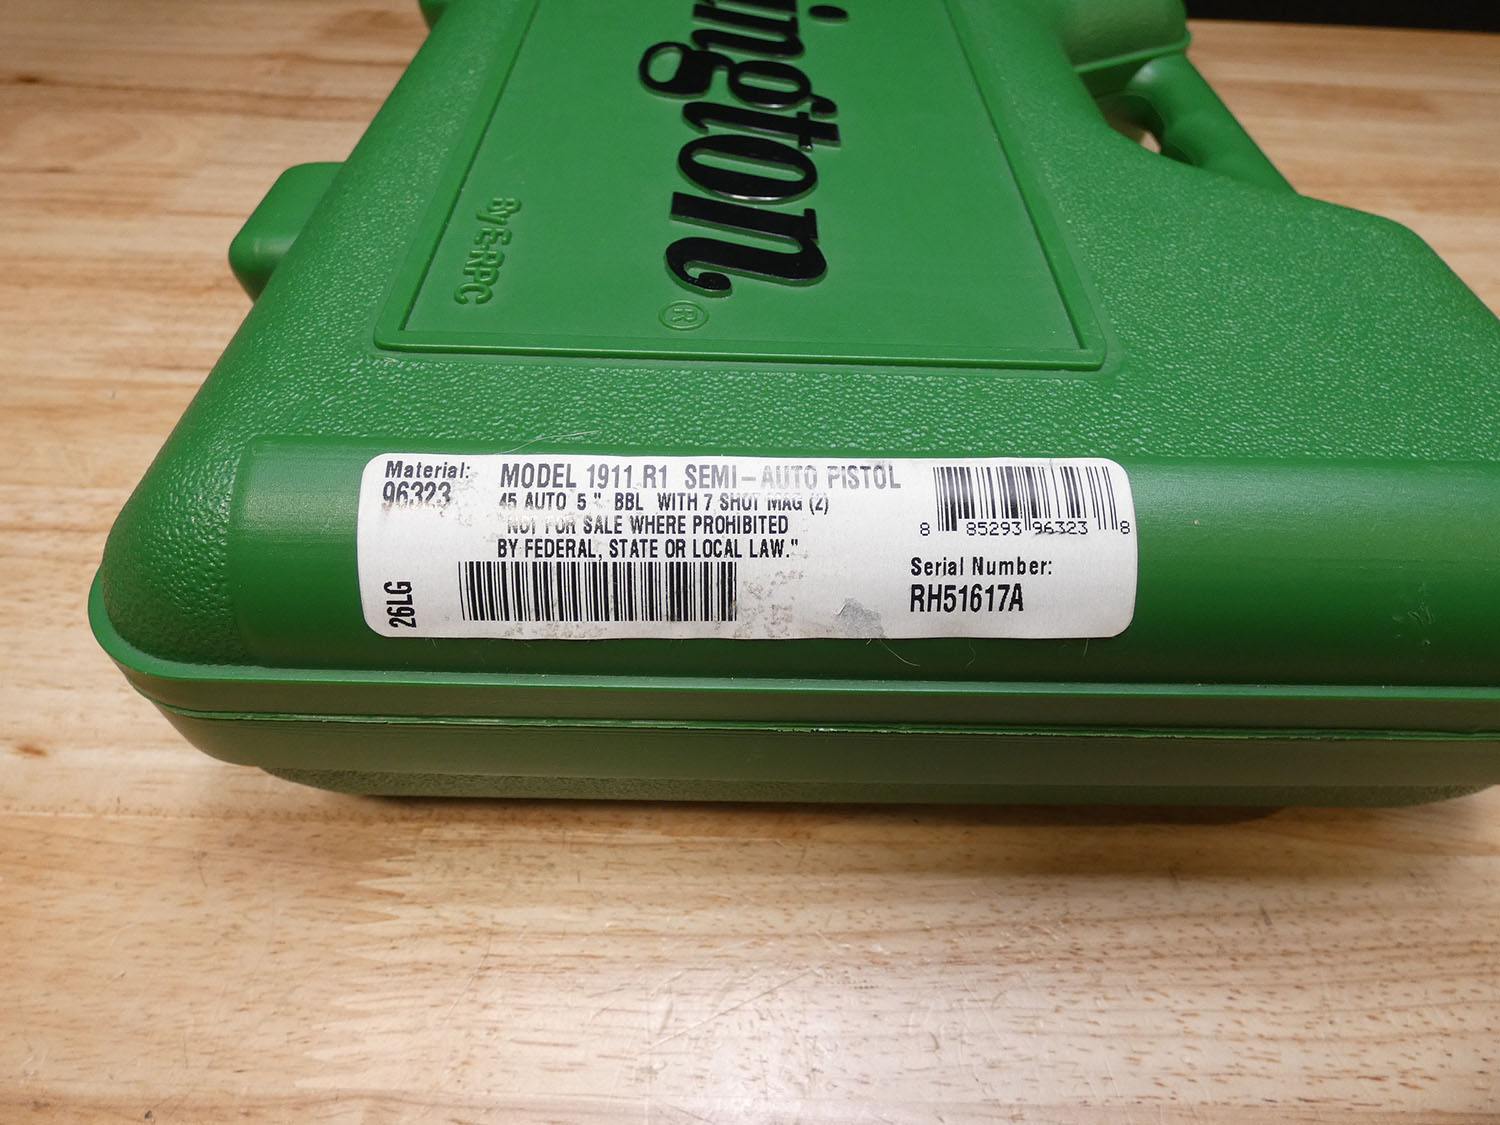 ington
®
By E-RPC
Material:
96323
MODEL 1911 R1 SEMI-AUTO PISTOL
45 AUTO 5 " BBL WITH 7 SHOT MAG (2)
"NOT FOR SALE WHERE PROHIBITED
BY FEDERAL, STATE OR LOCAL LAW."
26LG
8 85293 96323 8
Serial Number:
RH51617A